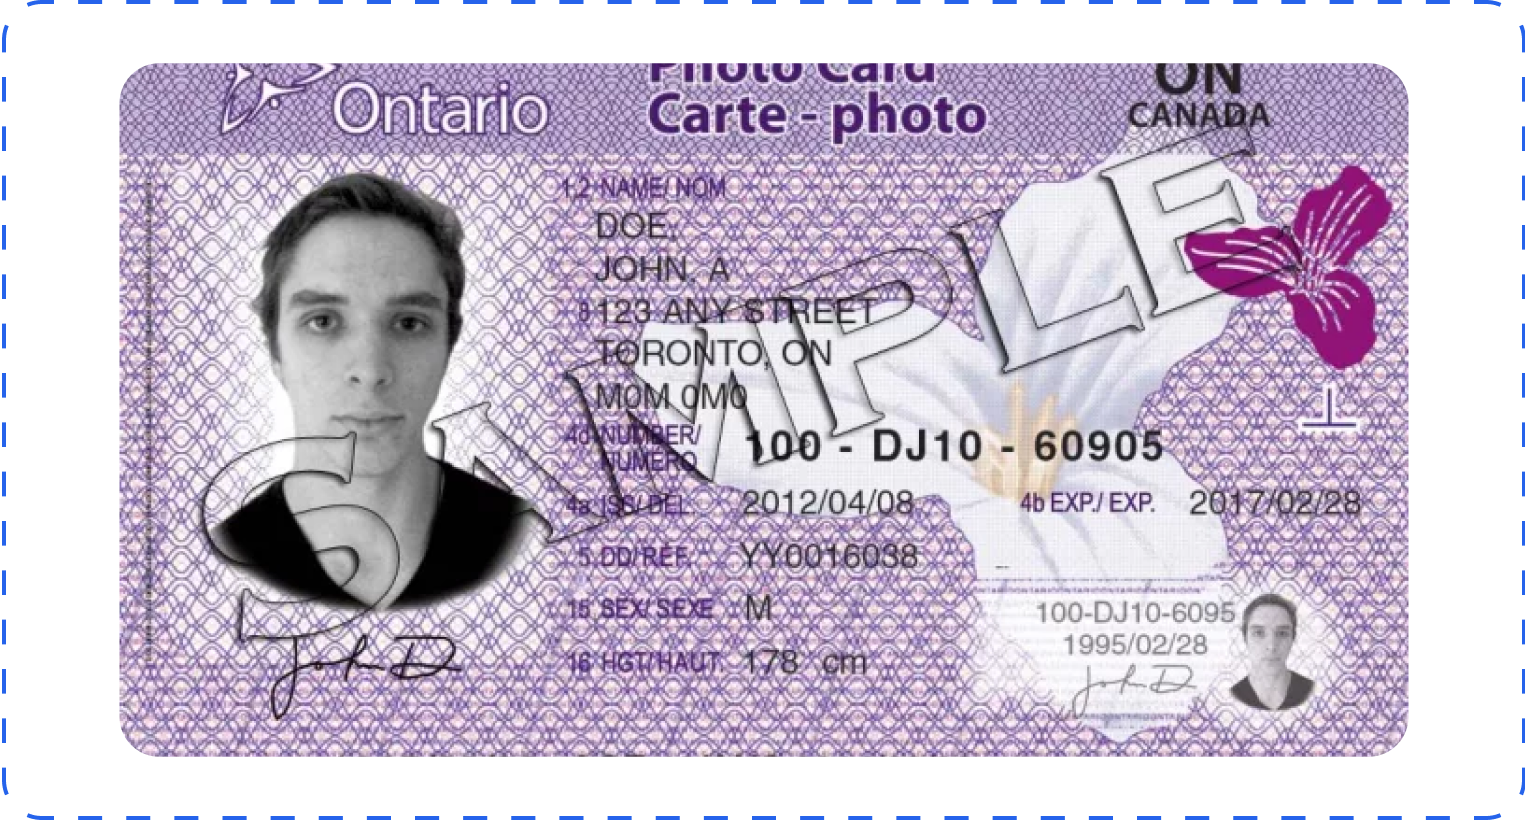 Photo Card
Ontario
Carte - photo
ON
CANADA
1,2 NAME/ NOM
DOE,
JOHN, A
8 123 ANY STREET
TORONTO, ON
M0M 0M0
4d NUMBER/
NUMÉRO
100 - DJ10 - 60905
4a ISS/ DÉL.
2012/04/08
4b EXP./ EXP.
2017/02/28
5 DD/RÉF.
YY0016038
15 SEX/ SEXE
M
16 HGT/HAUT.
178 cm
100-DJ10-6095
1995/02/28
John D
John D
SAMPLE